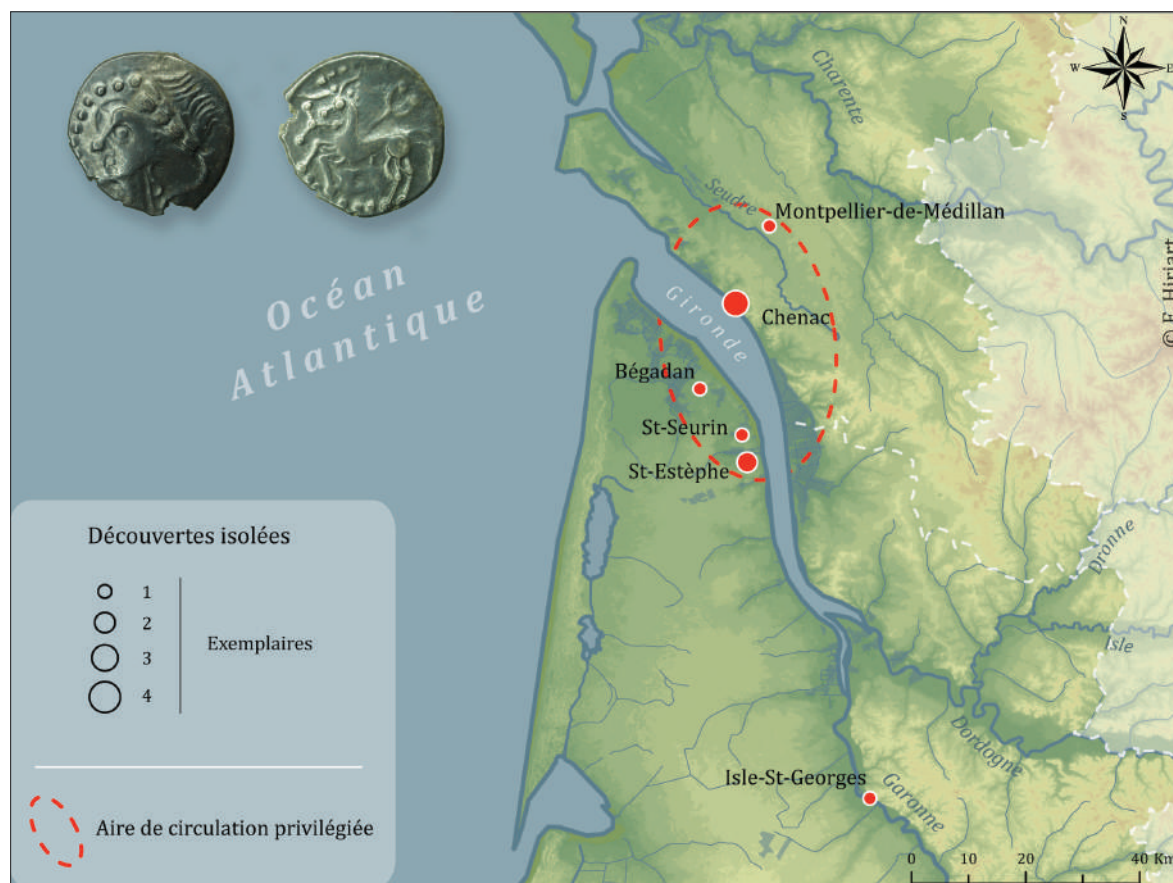 N
W
E
S
Charente
Seudre
Montpellier-de-Médillan
© E. Hiriart
Océan
Atlantique
Gironde
Chenac
Bégadan
St-Seurin
St-Estèphe
Dronne
Isle
Dordogne
Isle-St-Georges
Garonne
Découvertes isolées
1
2
3
4
Exemplaires
Aire de circulation privilégiée
0
10
20
40 Km